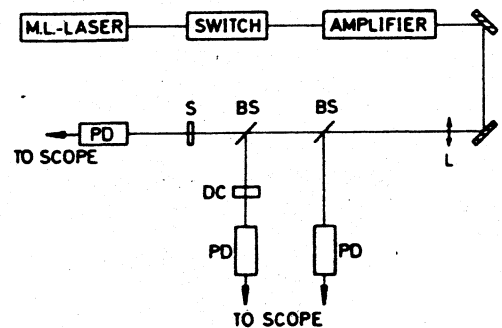 M.L.-LASER SWITCH AMPLIFIER
S BS BS
PD
TO SCOPE
L
DC
PD PD
TO SCOPE